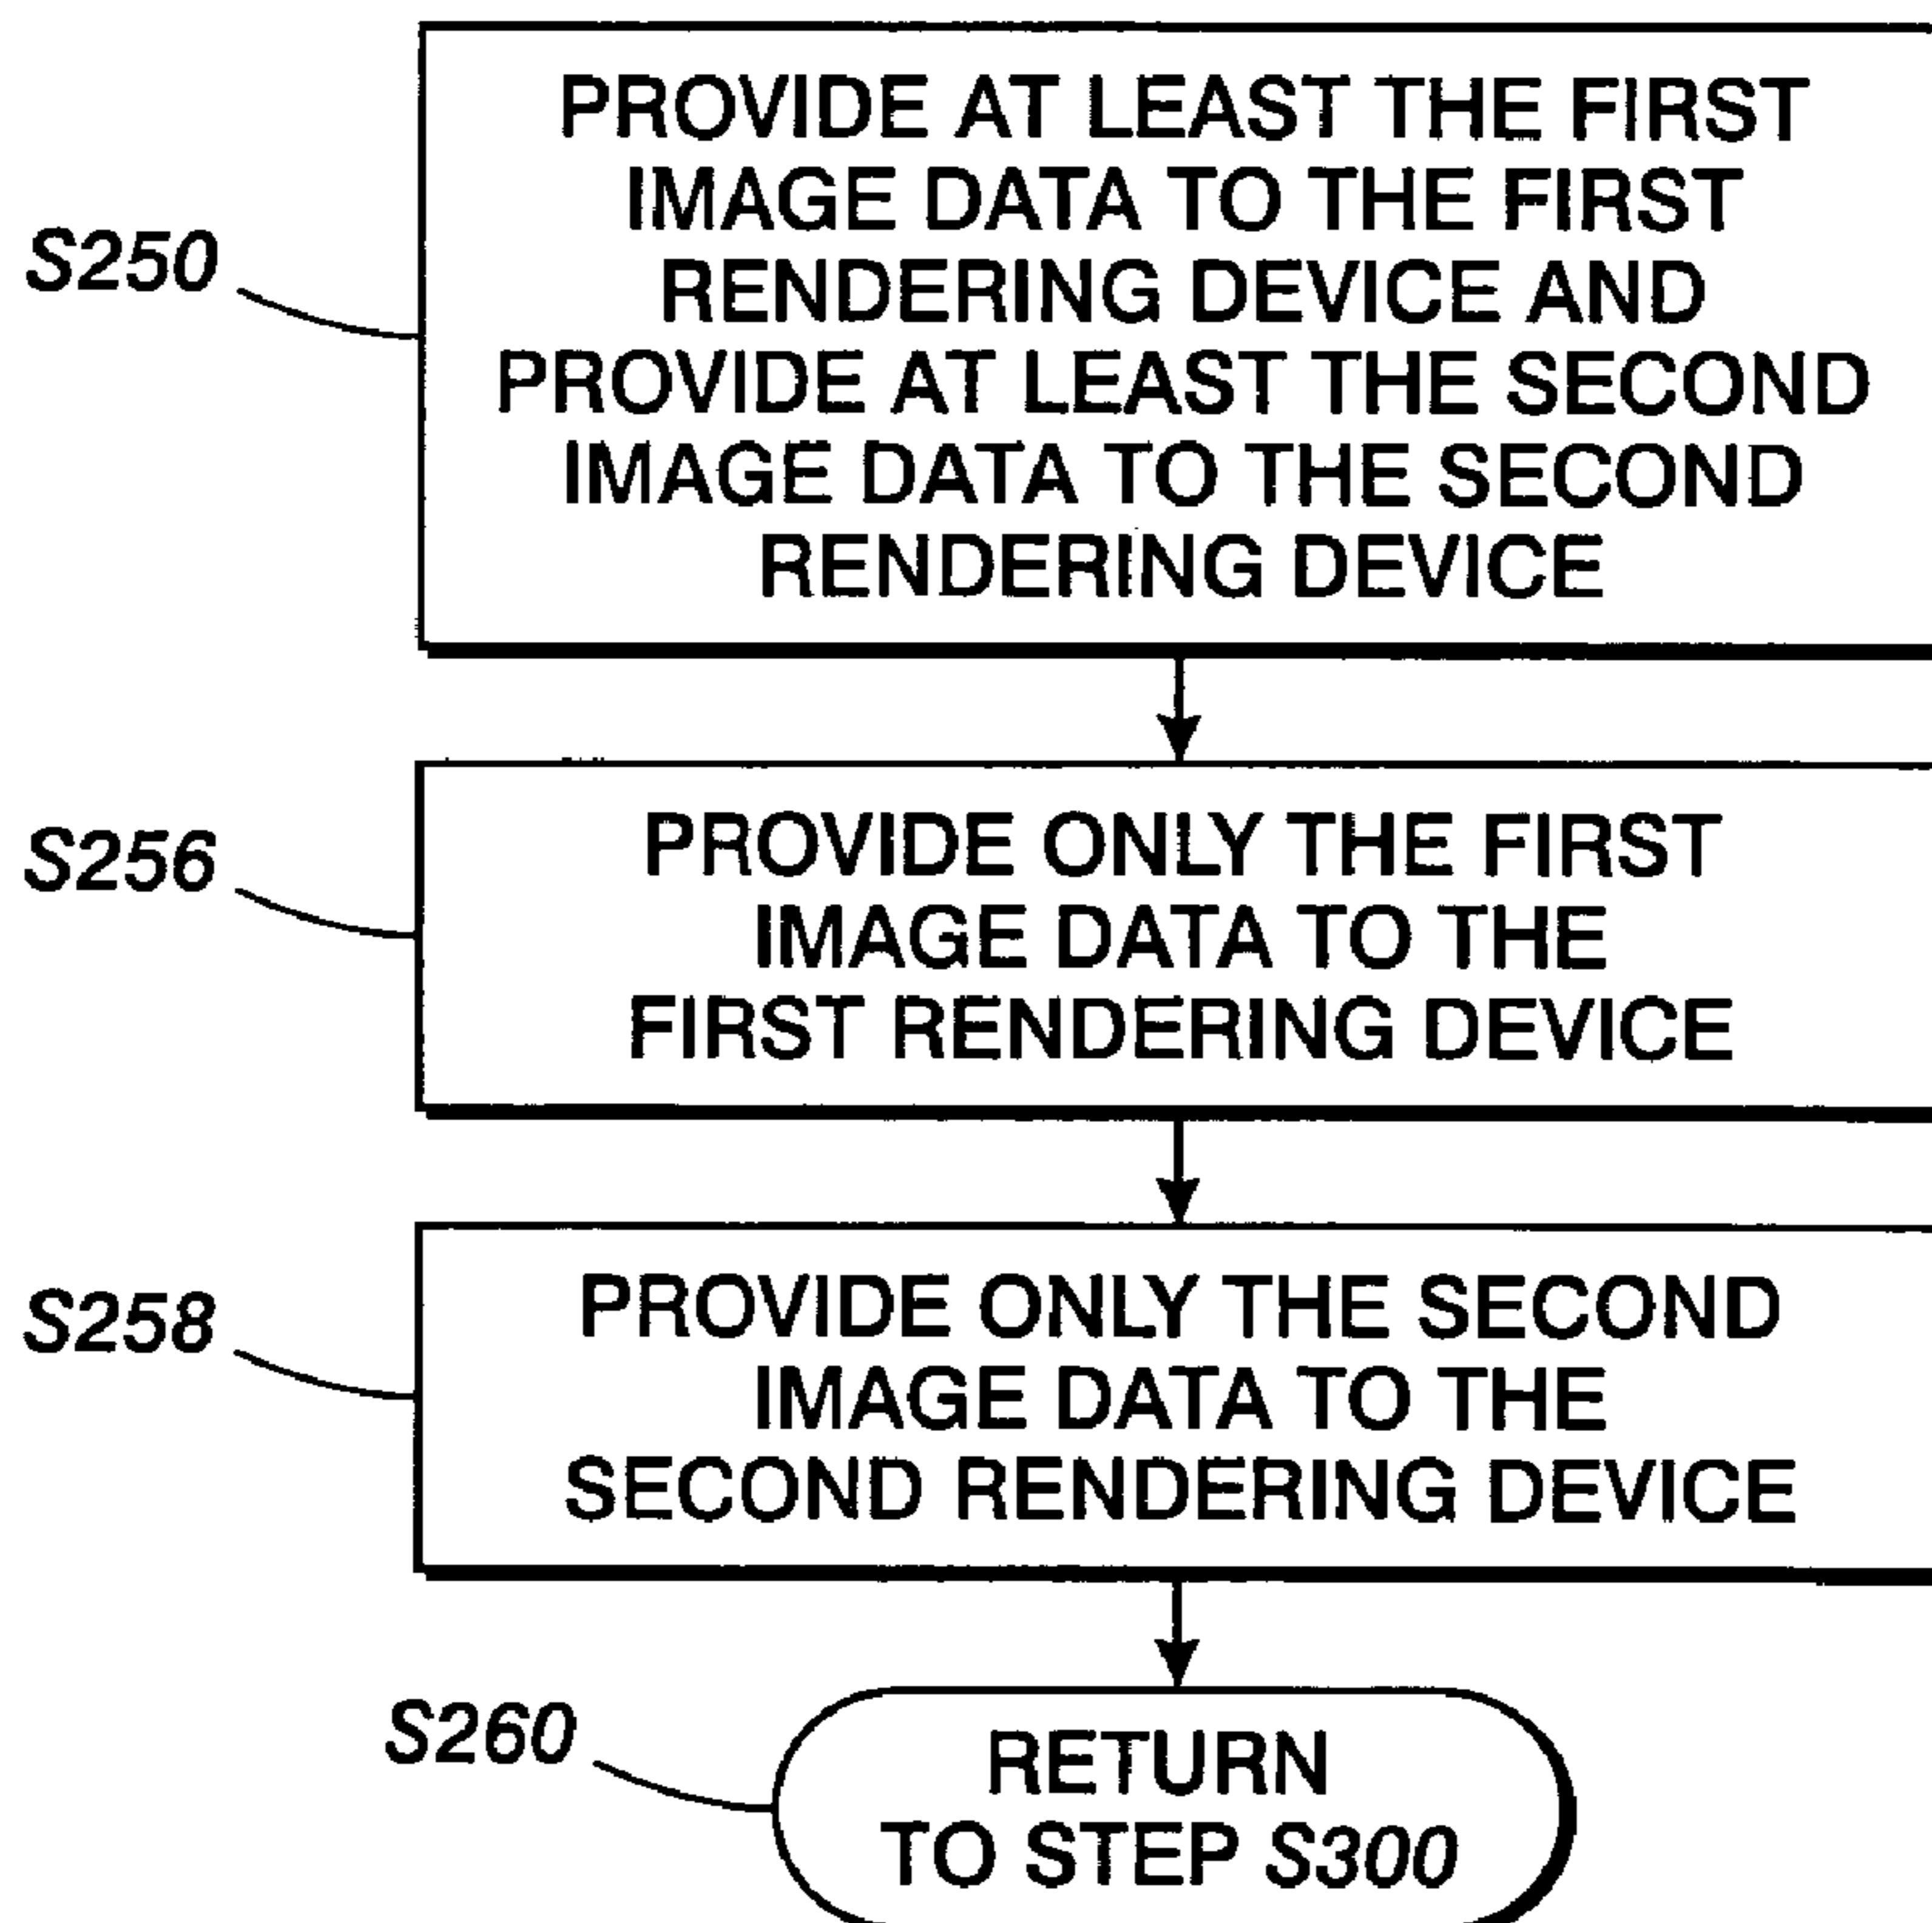 S250
PROVIDE AT LEAST THE FIRST
IMAGE DATA TO THE FIRST
RENDERING DEVICE AND
PROVIDE AT LEAST THE SECOND
IMAGE DATA TO THE SECOND
RENDERING DEVICE
S256
PROVIDE ONLY THE FIRST
IMAGE DATA TO THE
FIRST RENDERING DEVICE
S258
PROVIDE ONLY THE SECOND
IMAGE DATA TO THE
SECOND RENDERING DEVICE
S260
RETURN
TO STEP S300